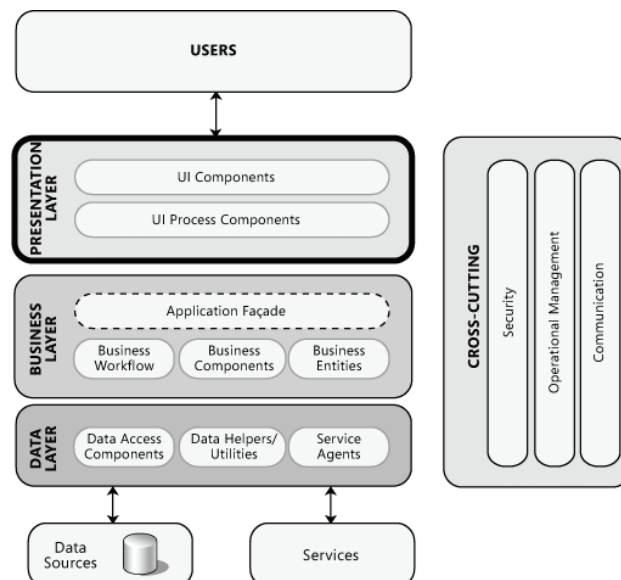 USERS
PRESENTATION
LAYER
UI Components
UI Process Components
BUSINESS
LAYER
Application Façade
Business
Workflow
Business
Components
Business
Entities
DATA
LAYER
Data Access
Components
Data Helpers/
Utilities
Service
Agents
Data
Sources
Services
CROSS-CUTTING
Security
Operational Management
Communication